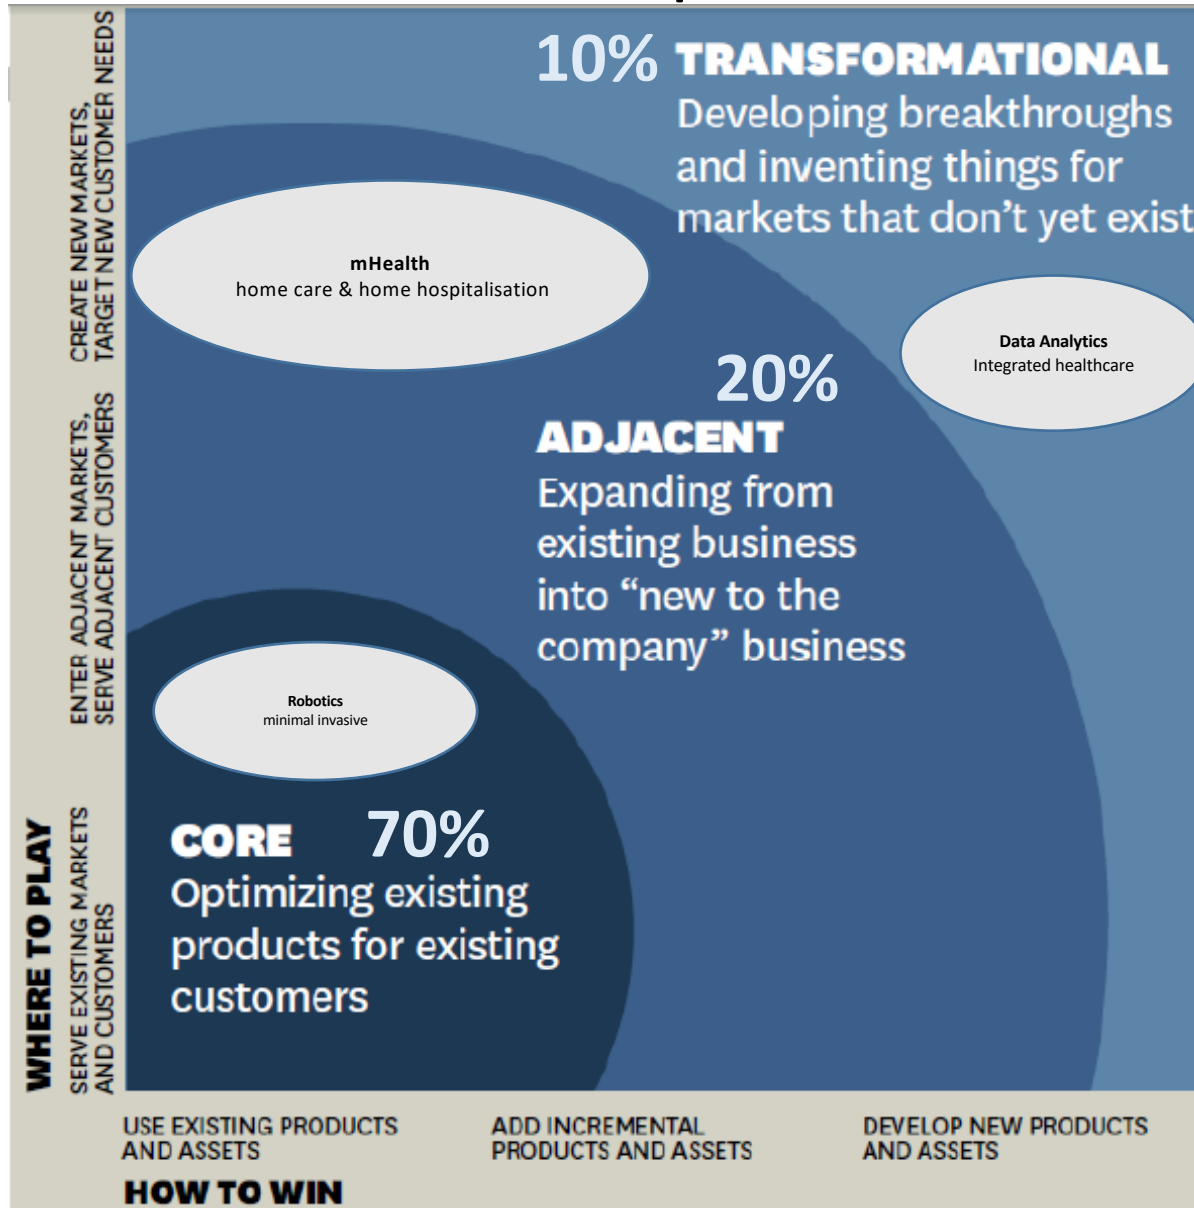 10% TRANSFORMATIONAL
Developing breakthroughs
and inventing things for
markets that don't yet exist
mHealth
home care & home hospitalisation
Data Analytics
Integrated healthcare
20%
ADJACENT
Expanding from
existing business
into “new to the
company” business
Robotics
minimal invasive
CORE 70%
Optimizing existing
products for existing
customers
WHERE TO PLAY
CREATE NEW MARKETS,
TARGET NEW CUSTOMER NEEDS
ENTER ADJACENT MARKETS,
SERVE ADJACENT CUSTOMERS
SERVE EXISTING MARKETS
AND CUSTOMERS
USE EXISTING PRODUCTS
AND ASSETS
ADD INCREMENTAL
PRODUCTS AND ASSETS
DEVELOP NEW PRODUCTS
AND ASSETS
HOW TO WIN